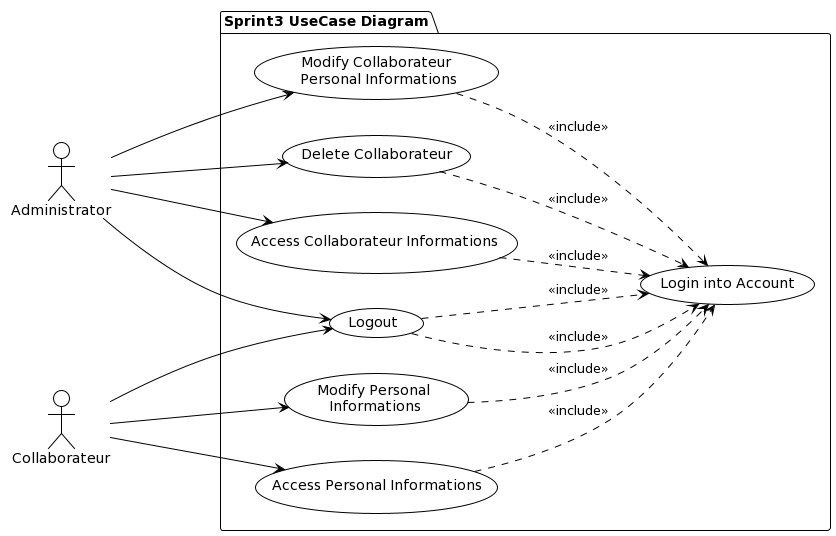 Sprint3 UseCase Diagram
Modify Collaborateur
Personal Informations
«include»
Delete Collaborateur
«include»
Administrator
Access Collaborateur Informations
«include»
Login into Account
«include»
Logout
«include»
«include»
Modify Personal
Informations
«include»
Collaborateur
Access Personal Informations